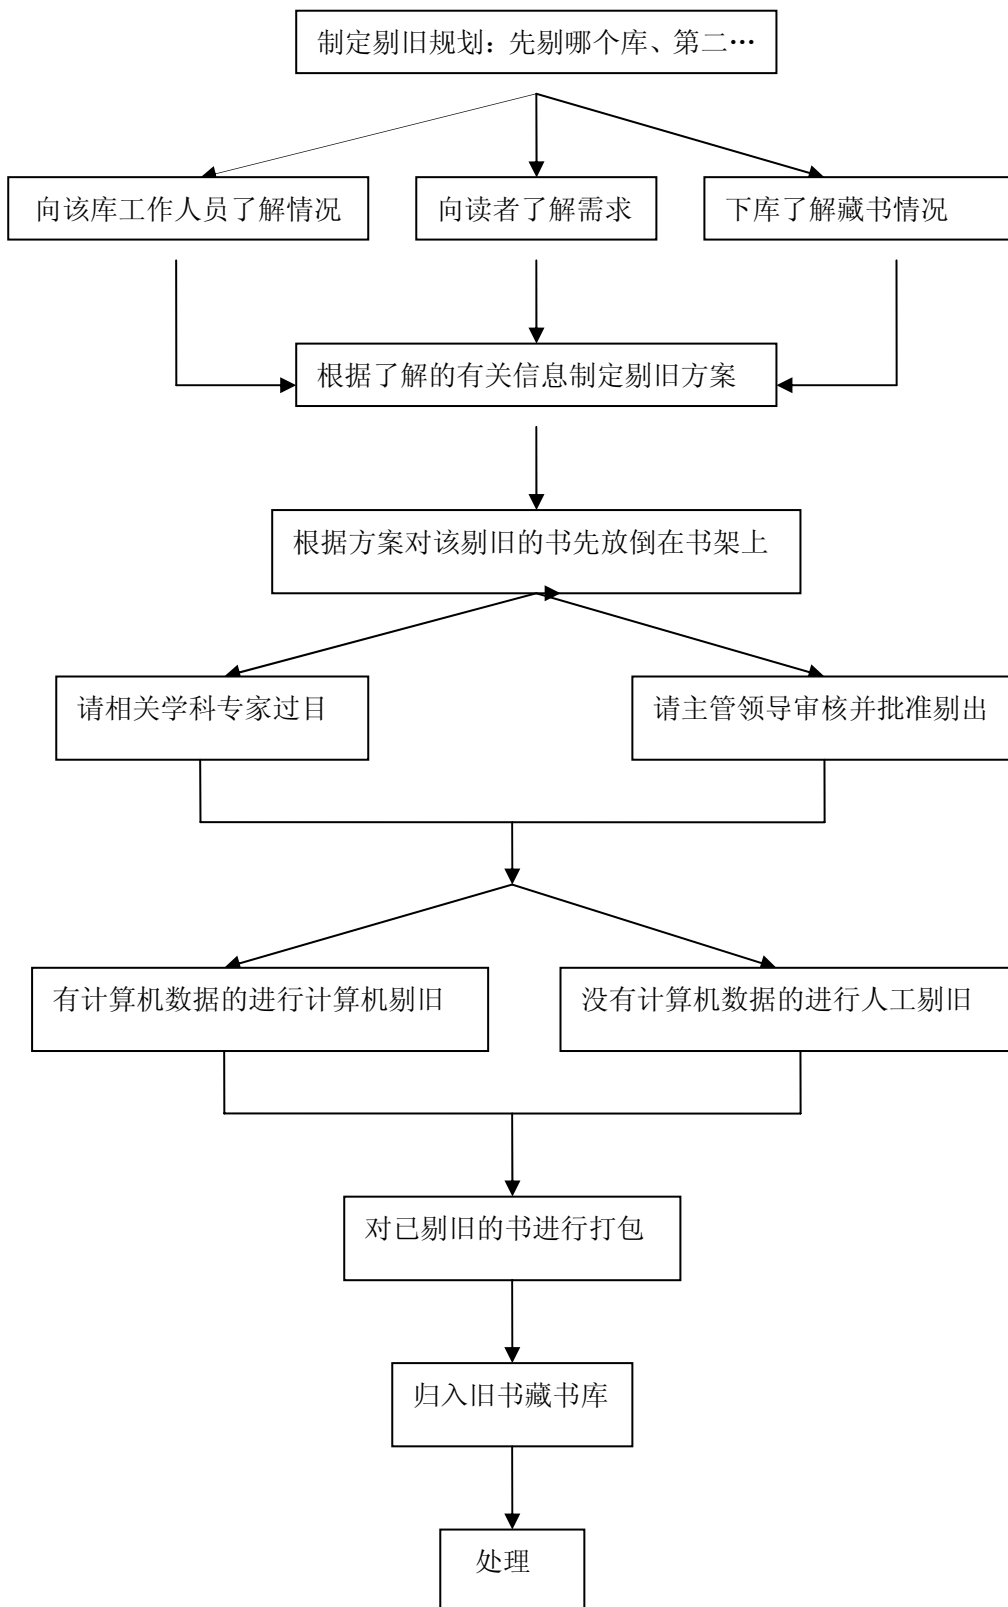 制定剔旧规划：先剔哪个库、第二…
向该库工作人员了解情况
向读者了解需求
下库了解藏书情况
根据了解的有关信息制定剔旧方案
根据方案对该剔旧的书先放倒在书架上
请相关学科专家过目
请主管领导审核并批准剔出
有计算机数据的进行计算机剔旧
没有计算机数据的进行人工剔旧
对已剔旧的书进行打包
归入旧书藏书库
处理